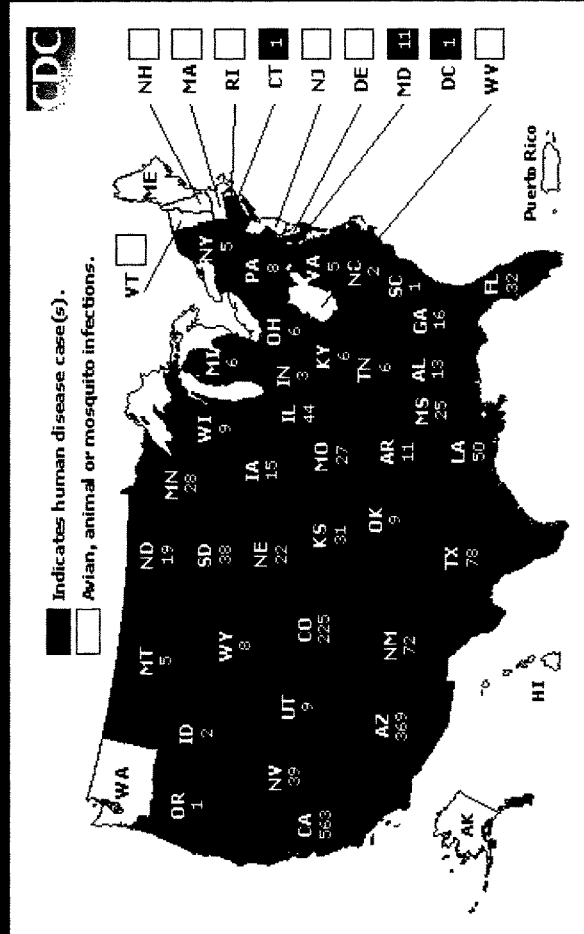 CDC
Indicates human disease case(s).
Avian, animal or mosquito infections.
WA
OR
1
CA
563
NV
39
ID
2
MT
5
WY
8
UT
9
AZ
369
CO
225
NM
72
ND
19
SD
38
NE
22
KS
31
OK
9
TX
78
MN
28
IA
15
MO
27
AR
11
LA
50
WI
9
IL
44
MS
25
MI
6
IN
3
KY
6
TN
6
AL
13
OH
6
GA
16
FL
32
SC
1
NC
2
VA
5
PA
8
NY
5
VT
ME
NH
MA
RI
CT 1
NJ
DE
MD 11
DC 1
WV
AK
HI
Puerto Rico